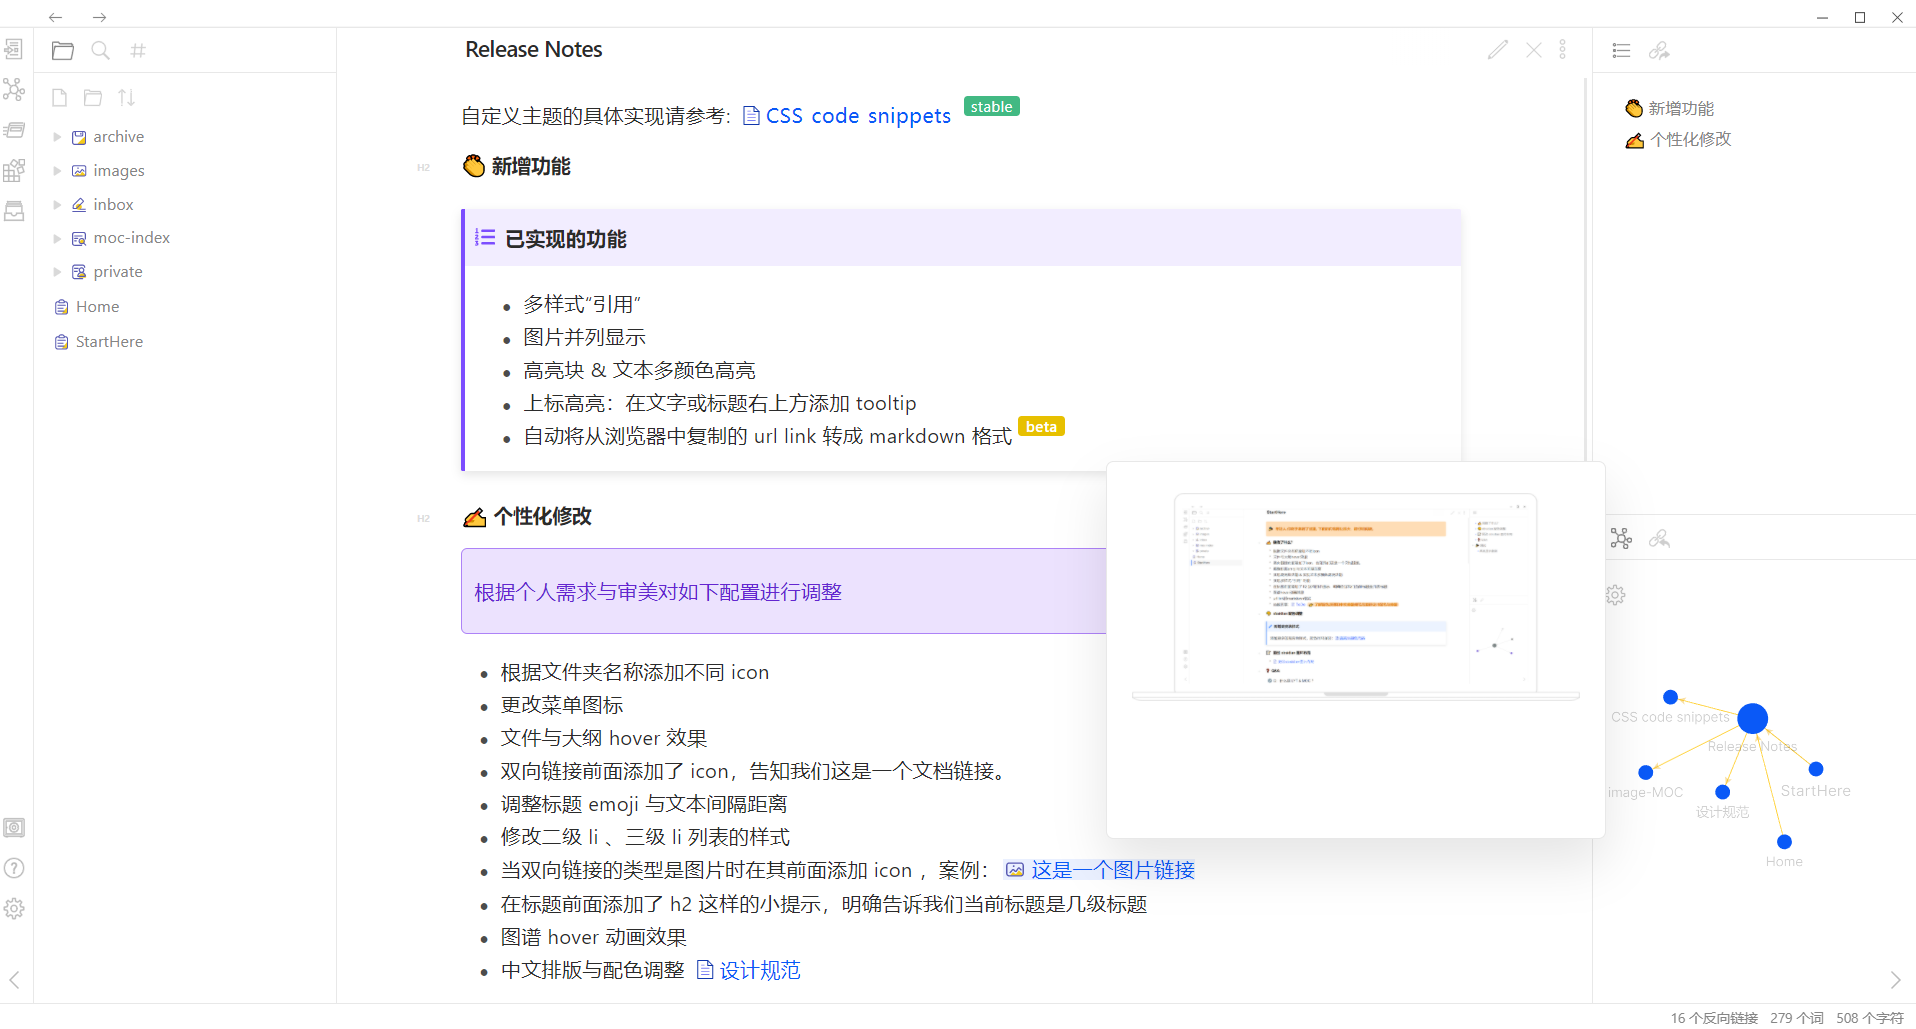 Release Notes
archive
images
inbox
moc-index
private
Home
StartHere
自定义主题的具体实现请参考: CSS code snippets stable
H2 新增功能
已实现的功能
多样式“引用”
图片并列显示
高亮块 & 文本多颜色高亮
上标高亮：在文字或标题右上方添加 tooltip
自动将从浏览器中复制的 url link 转成 markdown 格式 beta
H2 个性化修改
根据个人需求与审美对如下配置进行调整
根据文件夹名称添加不同 icon
更改菜单图标
文件与大纲 hover 效果
双向链接前面添加了 icon，告知我们这是一个文档链接。
调整标题 emoji 与文本间隔距离
修改二级 li 、三级 li 列表的样式
当双向链接的类型是图片时在其前面添加 icon ，案例： 这是一个图片链接
在标题前面添加了 h2 这样的小提示，明确告诉我们当前标题是几级标题
图谱 hover 动画效果
中文排版与配色调整 设计规范
StartHere
新增功能
个性化修改
CSS code snippets
Release Notes
image-MOC
StartHere
设计规范
Home
16 个反向链接 279 个词 508 个字符